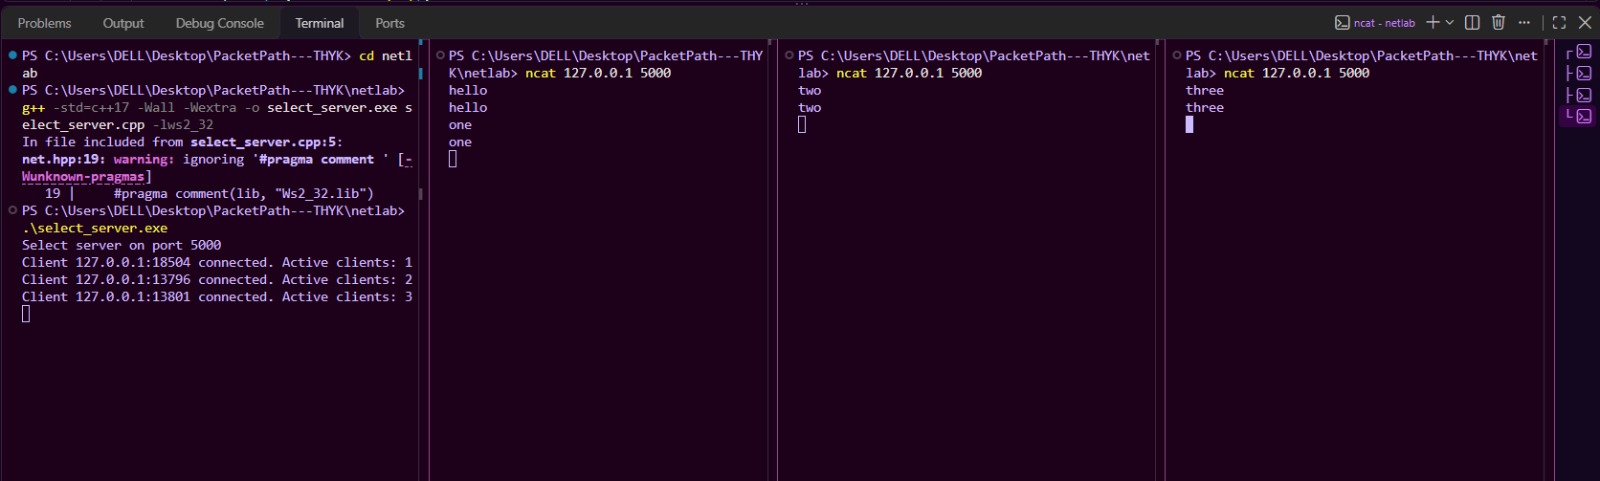 Problems Output Debug Console Terminal Ports
ncat - netlab
PS C:\Users\DELL\Desktop\PacketPath---THYK> cd netl
ab
PS C:\Users\DELL\Desktop\PacketPath---THYK\netlab>
g++ -std=c++17 -Wall -Wextra -o select_server.exe s
elect_server.cpp -lws2_32
In file included from select_server.cpp:5:
net.hpp:19: warning: ignoring '#pragma comment ' [-
Wunknown-pragmas]
19 |     #pragma comment(lib, "Ws2_32.lib")
PS C:\Users\DELL\Desktop\PacketPath---THYK\netlab>
.\select_server.exe
Select server on port 5000
Client 127.0.0.1:18504 connected. Active clients: 1
Client 127.0.0.1:13796 connected. Active clients: 2
Client 127.0.0.1:13801 connected. Active clients: 3
PS C:\Users\DELL\Desktop\PacketPath---THY
K\netlab> ncat 127.0.0.1 5000
hello
hello
one
one
PS C:\Users\DELL\Desktop\PacketPath---THYK\net
lab> ncat 127.0.0.1 5000
two
two
PS C:\Users\DELL\Desktop\PacketPath---THYK\net
lab> ncat 127.0.0.1 5000
three
three